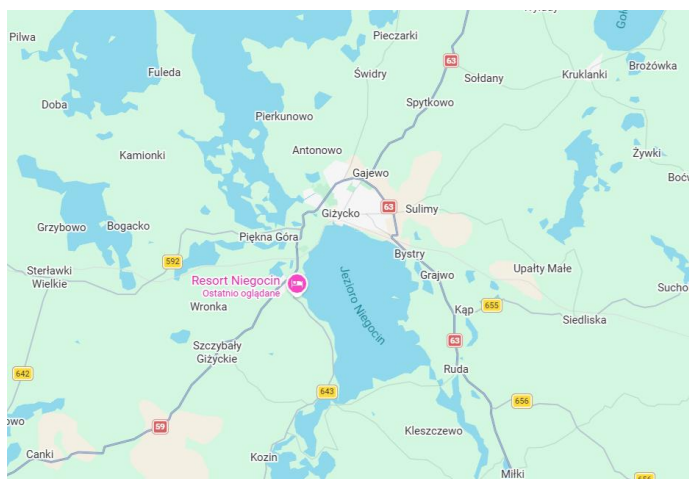 Pilwa
Pieczarki
63
Brożówka
Fuleda
Świdry
Sołdany
Kruklanki
Doba
Spytkowo
Pierkunowo
Antonowo
Kamionki
Żywki
Gajewo
63
Giżycko
Sulimy
Grzybowo
Bogacko
Piękna Góra
Bystry
592
Sterławki
Wielkie
Resort Niegocin
Ostatnio oglądane
Jezioro Niegocin
Grajwo
Upałty Małe
Wronka
Kąp
655
Siedliska
63
Szczybały
Giżyckie
Ruda
642
643
656
59
Kleszczewo
Canki
Kozin
Miłki